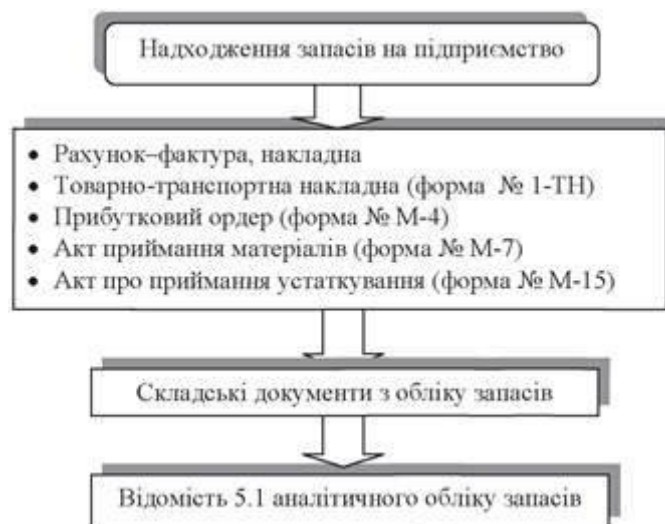 Надходження запасів на підприємство
• Рахунок–фактура, накладна
• Товарно-транспортна накладна (форма № 1-ТН)
• Прибутковий ордер (форма № М-4)
• Акт приймання матеріалів (форма № М-7)
• Акт про приймання устаткування (форма № М-15)
Складські документи з обліку запасів
Відомість 5.1 аналітичного обліку запасів